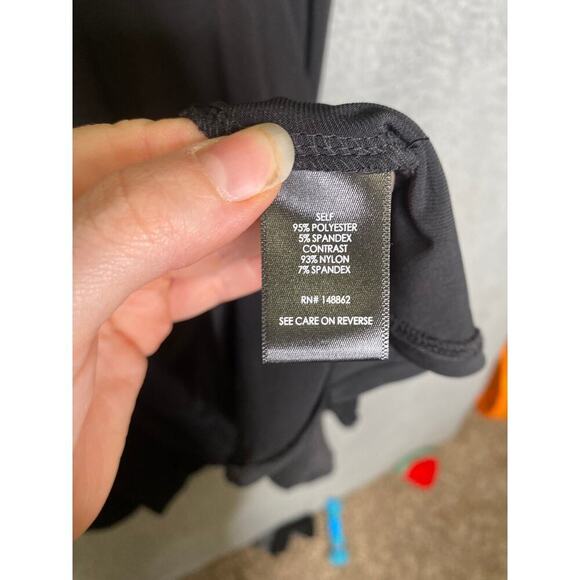 SELF
95% POLYESTER
5% SPANDEX
CONTRAST
93% NYLON
7% SPANDEX
RN# 148862
SEE CARE ON REVERSE